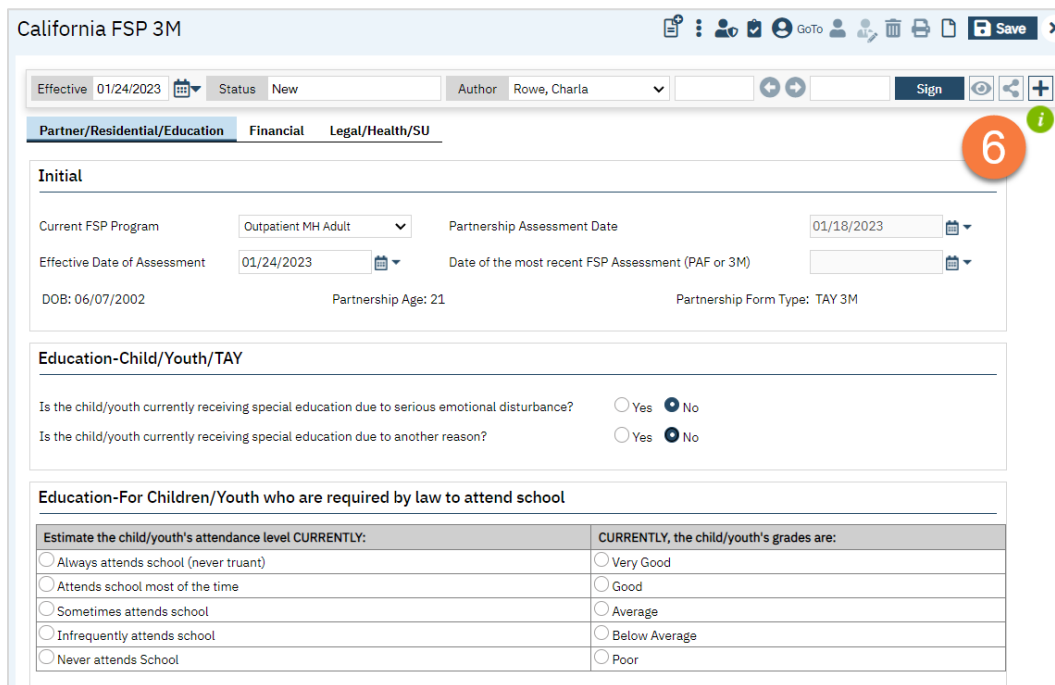 California FSP 3M
GoTo
Save
Effective 01/24/2023 Status New Author Rowe, Charla Sign
Partner/Residential/Education Financial Legal/Health/SU
i
6
Initial
Current FSP Program Outpatient MH Adult Partnership Assessment Date 01/18/2023
Effective Date of Assessment 01/24/2023 Date of the most recent FSP Assessment (PAF or 3M)
DOB: 06/07/2002 Partnership Age: 21 Partnership Form Type: TAY 3M
Education-Child/Youth/TAY
Is the child/youth currently receiving special education due to serious emotional disturbance? Yes No
Is the child/youth currently receiving special education due to another reason? Yes No
Education-For Children/Youth who are required by law to attend school
Estimate the child/youth's attendance level CURRENTLY: CURRENTLY, the child/youth's grades are:
Always attends school (never truant) Very Good
Attends school most of the time Good
Sometimes attends school Average
Infrequently attends school Below Average
Never attends School Poor